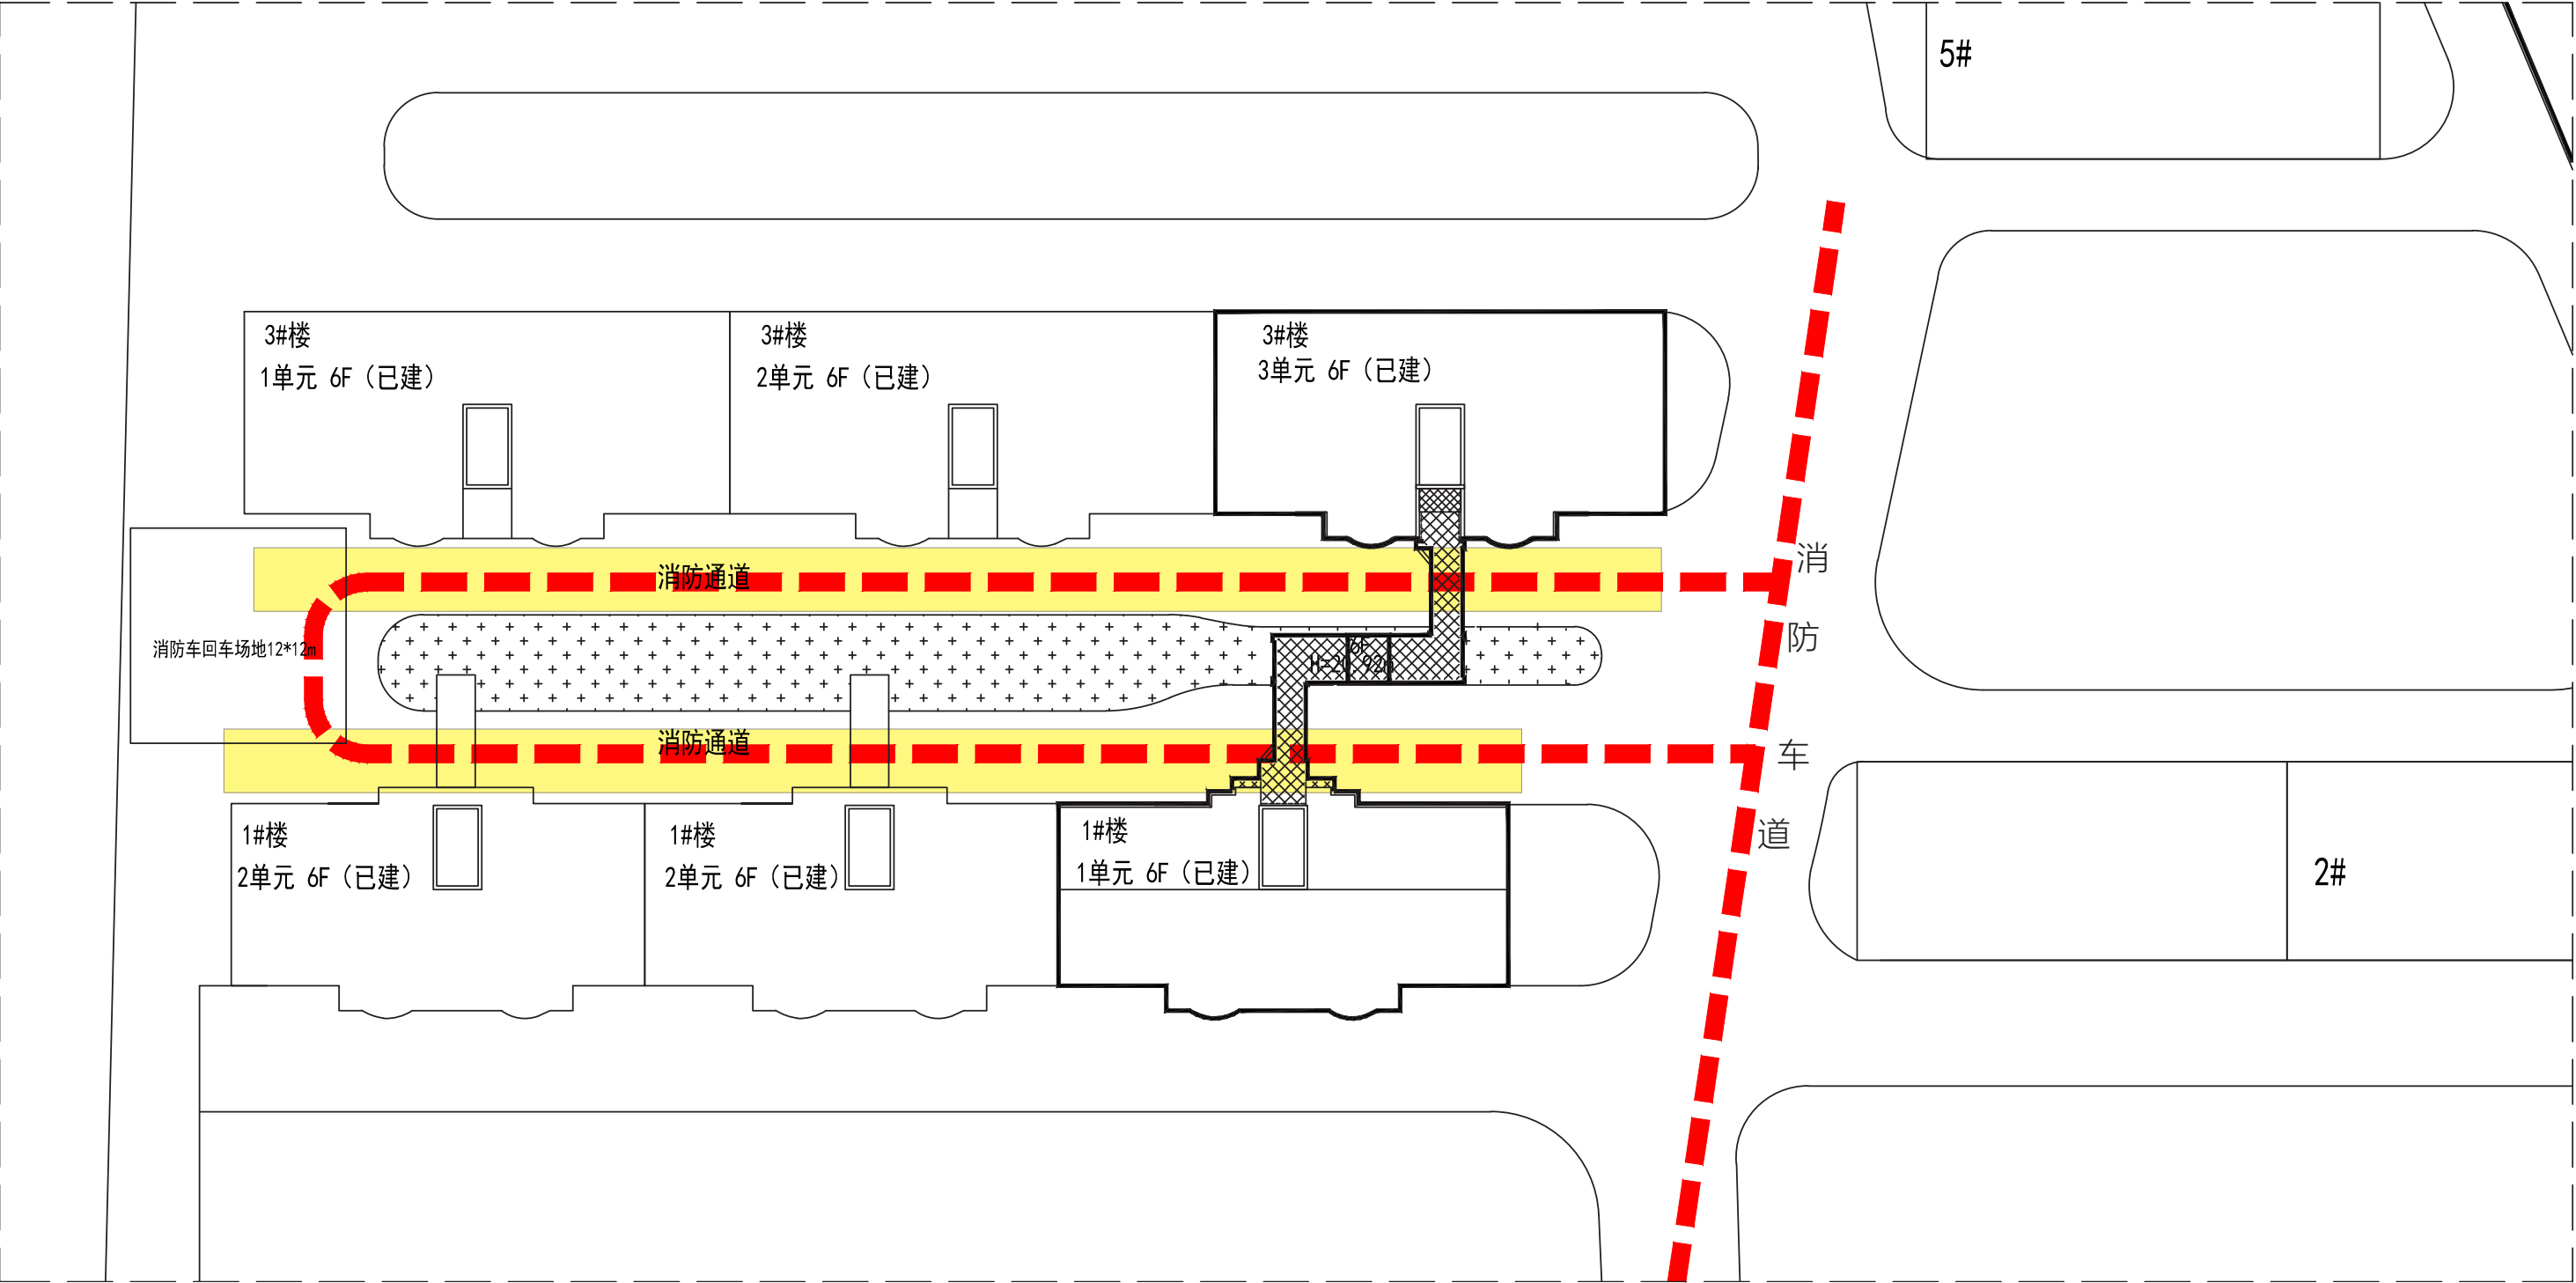 5#
3#楼
1单元 6F（已建）
3#楼
2单元 6F（已建）
3#楼
3单元 6F（已建）
消防通道
消防车回车场地12*12m
6F
消防通道
消
防
车
道
1#楼
2单元 6F（已建）
1#楼
2单元 6F（已建）
1#楼
1单元 6F（已建）
2#